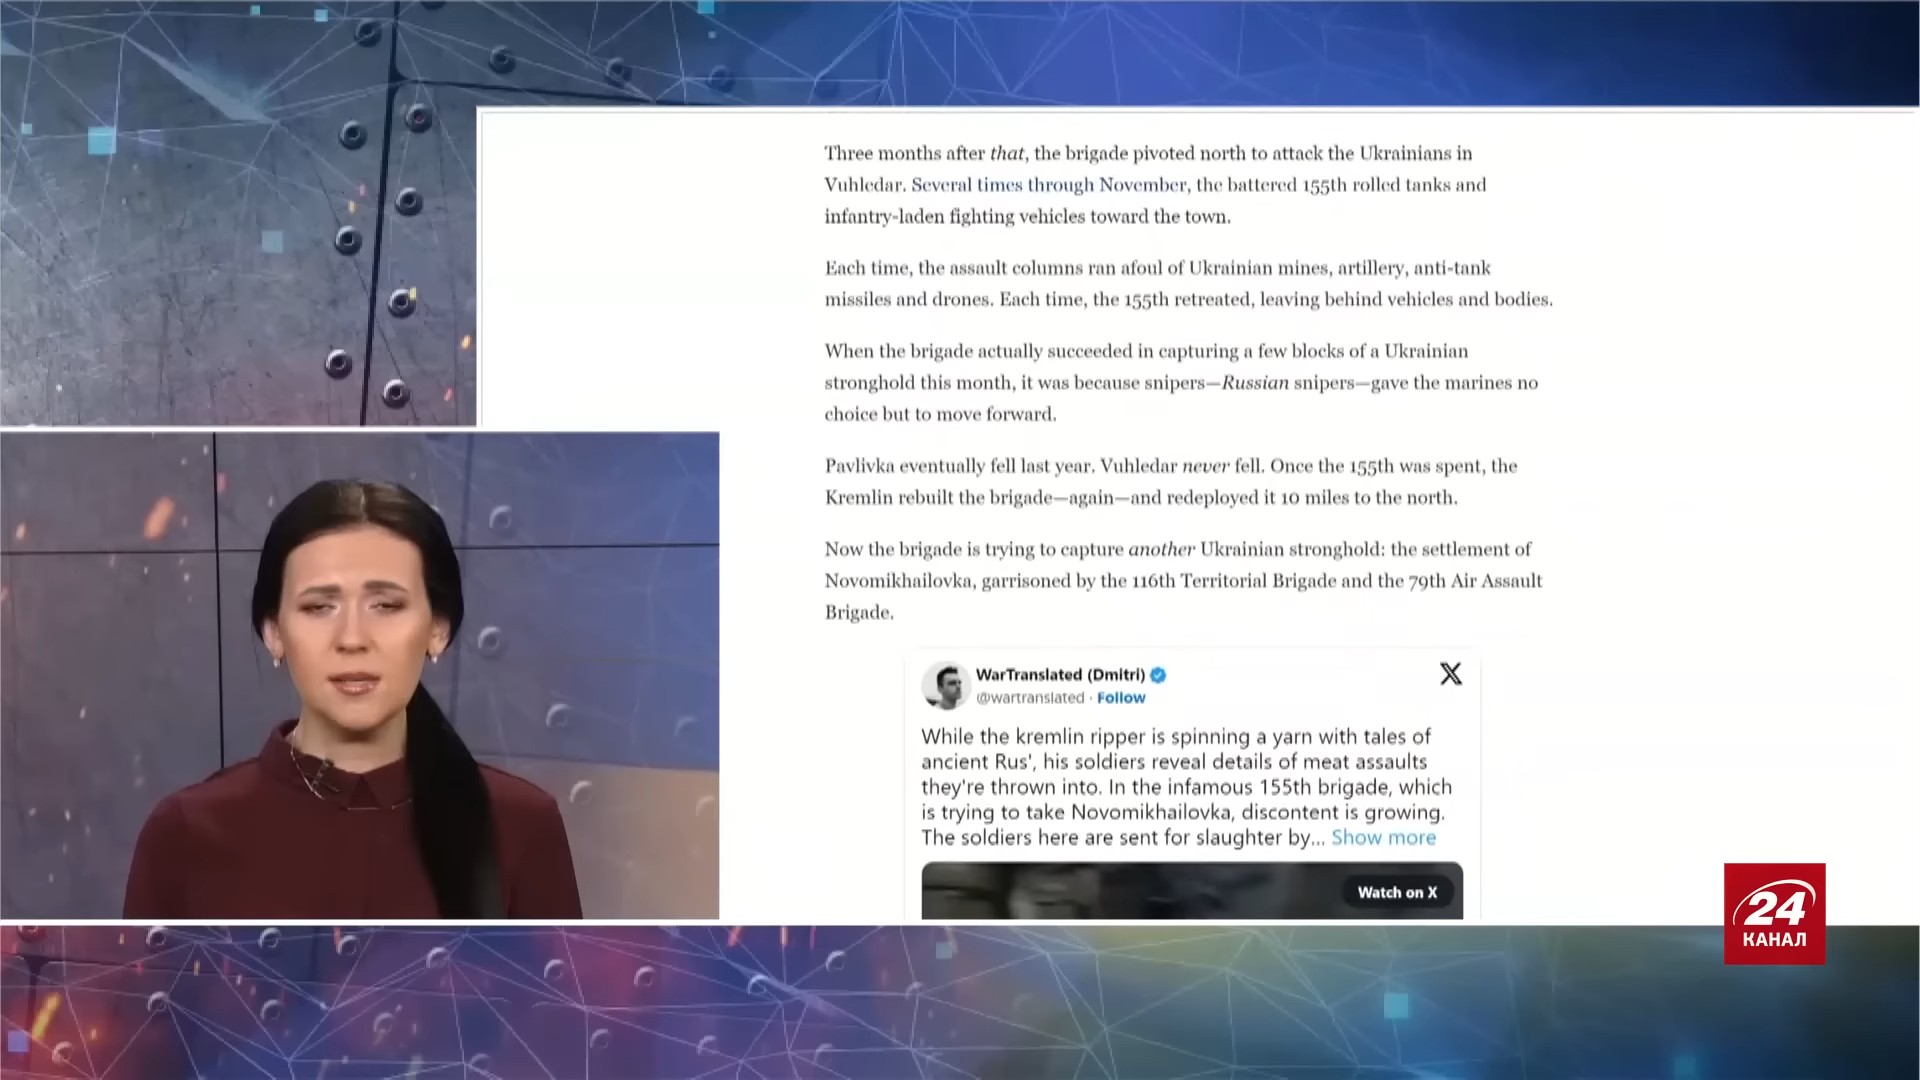 Three months after that, the brigade pivoted north to attack the Ukrainians in
Vuhledar. Several times through November, the battered 155th rolled tanks and
infantry-laden fighting vehicles toward the town.
Each time, the assault columns ran afoul of Ukrainian mines, artillery, anti-tank
missiles and drones. Each time, the 155th retreated, leaving behind vehicles and bodies.
When the brigade actually succeeded in capturing a few blocks of a Ukrainian
stronghold this month, it was because snipers—Russian snipers—gave the marines no
choice but to move forward.
Pavlivka eventually fell last year. Vuhledar never fell. Once the 155th was spent, the
Kremlin rebuilt the brigade—again—and redeployed it 10 miles to the north.
Now the brigade is trying to capture another Ukrainian stronghold: the settlement of
Novomikhailovka, garrisoned by the 116th Territorial Brigade and the 79th Air Assault
Brigade.
WarTranslated (Dmitri)
@wartranslated · Follow
While the kremlin ripper is spinning a yarn with tales of
ancient Rus', his soldiers reveal details of meat assaults
they're thrown into. In the infamous 155th brigade, which
is trying to take Novomikhailovka, discontent is growing.
The soldiers here are sent for slaughter by... Show more
Watch on X
24
КАНАЛ